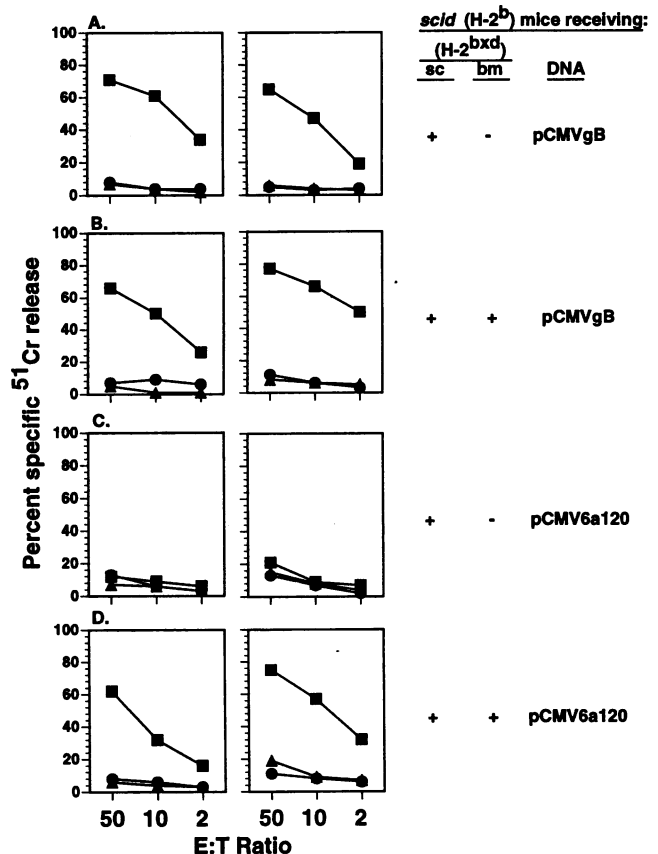 scid (H-2b) mice receiving:
(H-2bxd)
sc bm DNA
A.
100
80
60
40
20
0
+ - pCMVgB
B.
100
80
60
40
20
0
+ + pCMVgB
C.
100
80
60
40
20
0
+ - pCMV6a120
D.
100
80
60
40
20
0
+ + pCMV6a120
50 10 2 50 10 2
E:T Ratio
Percent specific 51Cr release